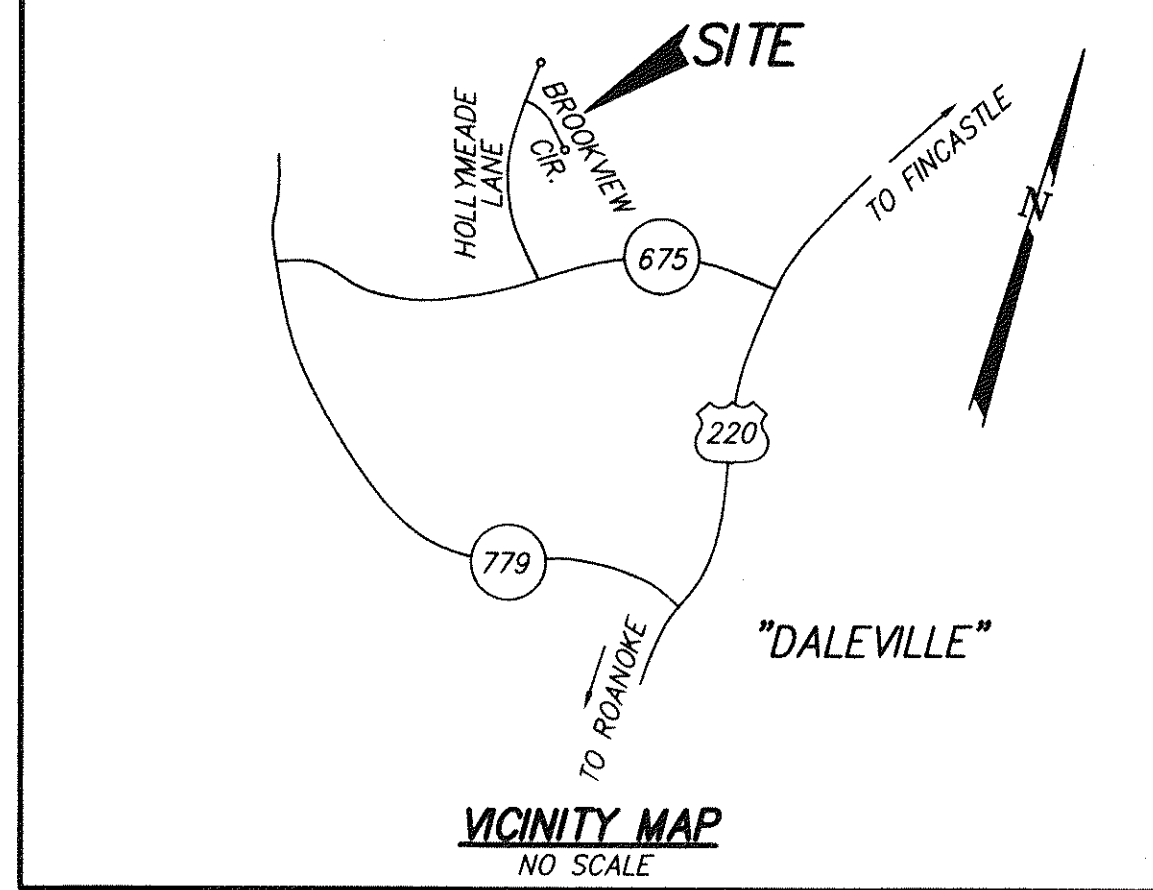 SITE
HOLLYMEADE
LANE
BROOKVIEW
CIR.
TO FINCASTLE
N
675
220
779
"DALEVILLE"
TO ROANOKE
VICINITY MAP
NO SCALE